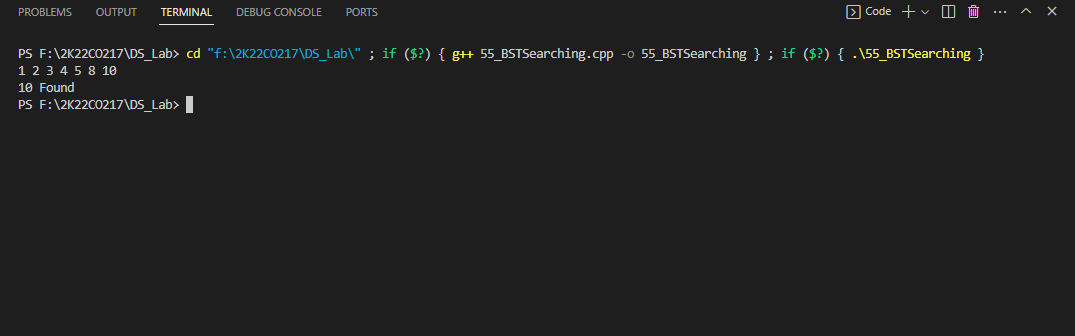 PROBLEMS OUTPUT TERMINAL DEBUG CONSOLE PORTS Code
PS F:\2K22CO217\DS_Lab> cd "f:\2K22CO217\DS_Lab\" ; if ($?) { g++ 55_BSTSearching.cpp -o 55_BSTSearching } ; if ($?) { .\55_BSTSearching }
1 2 3 4 5 8 10
10 Found
PS F:\2K22CO217\DS_Lab>